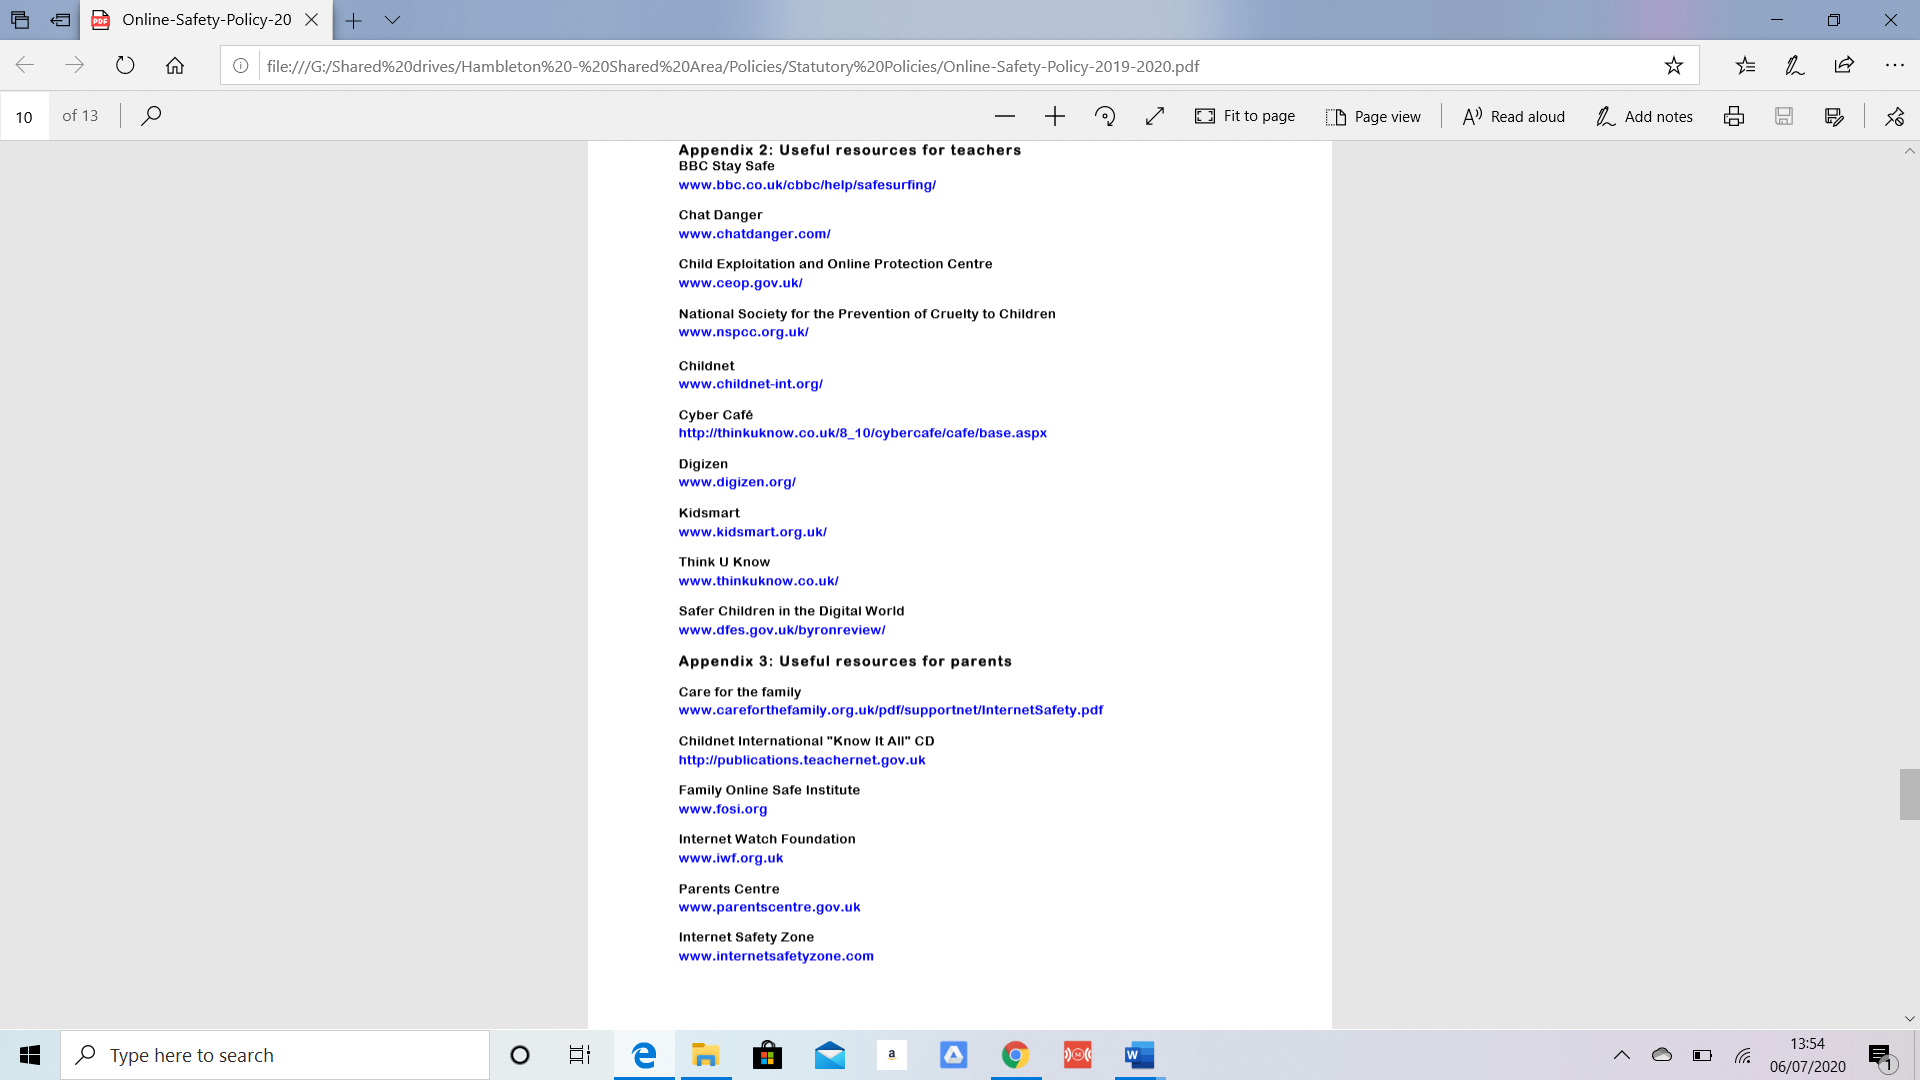 Online-Safety-Policy-20
file:///G:/Shared%20drives/Hambleton%20-%20Shared%20Area/Policies/Statutory%20Policies/Online-Safety-Policy-2019-2020.pdf
10 of 13 Fit to page Page view Read aloud Add notes
Appendix 2: Useful resources for teachers
BBC Stay Safe
www.bbc.co.uk/cbbc/help/safesurfing/
Chat Danger
www.chatdanger.com/
Child Exploitation and Online Protection Centre
www.ceop.gov.uk/
National Society for the Prevention of Cruelty to Children
www.nspcc.org.uk/
Childnet
www.childnet-int.org/
Cyber Café
http://thinkuknow.co.uk/8_10/cybercafe/cafe/base.aspx
Digizen
www.digizen.org/
Kidsmart
www.kidsmart.org.uk/
Think U Know
www.thinkuknow.co.uk/
Safer Children in the Digital World
www.dfes.gov.uk/byronreview/
Appendix 3: Useful resources for parents
Care for the family
www.careforthefamily.org.uk/pdf/supportnet/InternetSafety.pdf
Childnet International "Know It All" CD
http://publications.teachernet.gov.uk
Family Online Safe Institute
www.fosi.org
Internet Watch Foundation
www.iwf.org.uk
Parents Centre
www.parentscentre.gov.uk
Internet Safety Zone
www.internetsafetyzone.com
Type here to search
13:54
06/07/2020
1